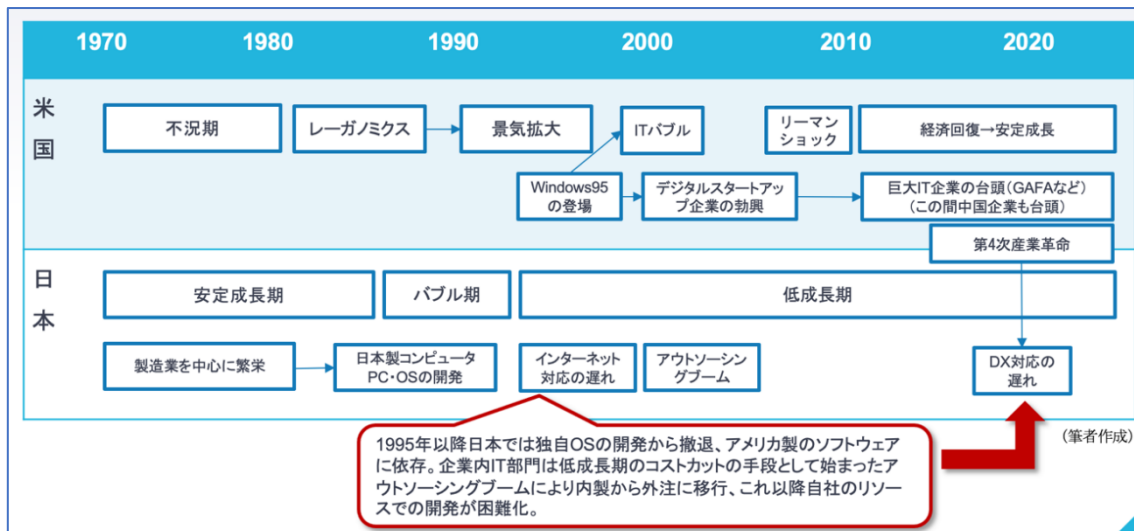 1970 1980 1990 2000 2010 2020
米国
不況期
レーガノミクス
景気拡大
ITバブル
リーマン
ショック
経済回復→安定成長
Windows95
の登場
デジタルスタートアッ
プ企業の勃興
巨大IT企業の台頭(GAFAなど)
(この間中国企業も台頭)
第4次産業革命
日本
安定成長期
バブル期
低成長期
製造業を中心に繁栄
日本製コンピュータ
PC・OSの開発
インターネット
対応の遅れ
アウトソーシン
グブーム
DX対応の
遅れ
1995年以降日本では独自OSの開発から撤退、アメリカ製のソフトウェア
に依存。企業内IT部門は低成長期のコストカットの手段として始まったア
ウトソーシングブームにより内製から外注に移行、これ以降自社のリソー
スでの開発が困難化。
(筆者作成)